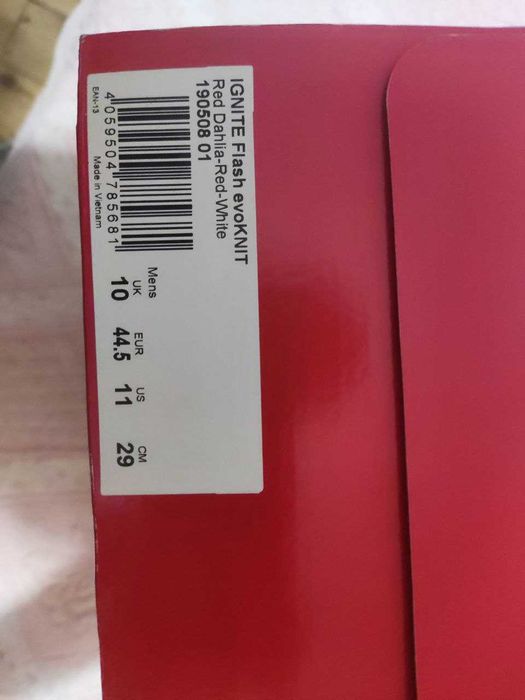 IGNITE Flash evoKNIT
Red Dahlia-Red-White
190508 01
4 059504 785681
EAN-13
Made in Vietnam
Mens
UK EUR US CM
10 44.5 11 29